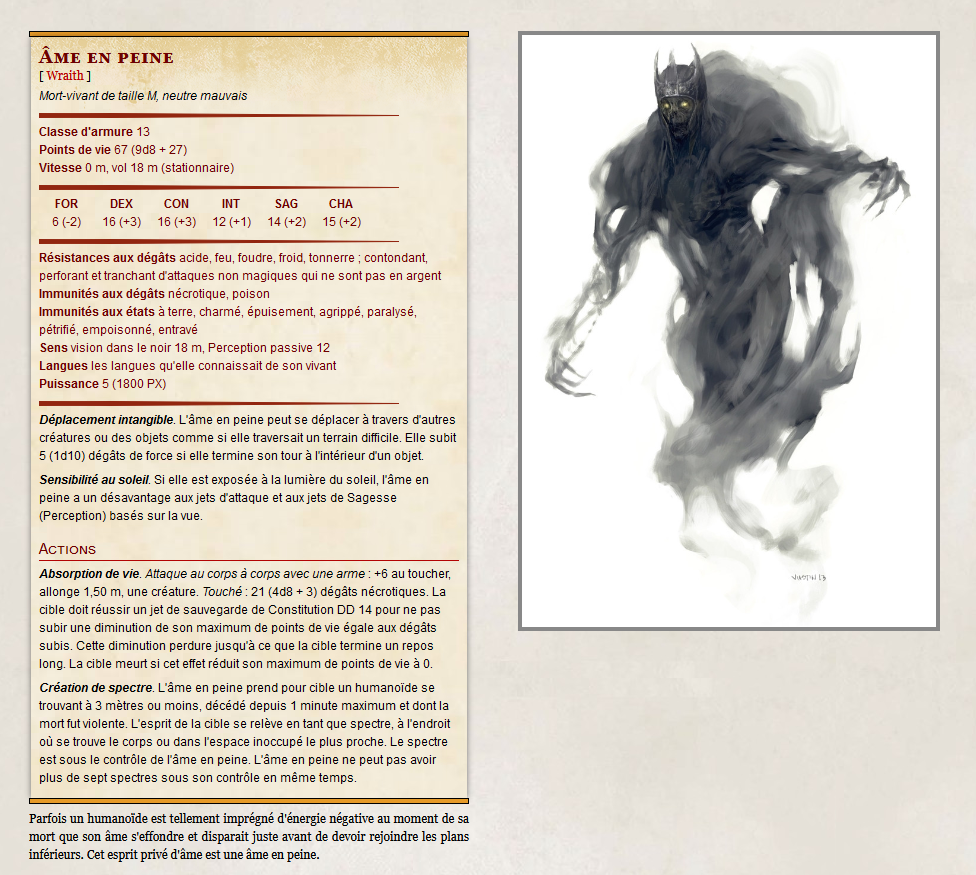 Âme en peine
[ Wraith ]
Mort-vivant de taille M, neutre mauvais
Classe d'armure 13
Points de vie 67 (9d8 + 27)
Vitesse 0 m, vol 18 m (stationnaire)
FOR DEX CON INT SAG CHA
6 (-2) 16 (+3) 16 (+3) 12 (+1) 14 (+2) 15 (+2)
Résistances aux dégâts acide, feu, foudre, froid, tonnerre ; contondant,
perforant et tranchant d'attaques non magiques qui ne sont pas en argent
Immunités aux dégâts nécrotique, poison
Immunités aux états à terre, charmé, épuisement, agrippé, paralysé,
pétrifié, empoisonné, entravé
Sens vision dans le noir 18 m, Perception passive 12
Langues les langues qu'elle connaissait de son vivant
Puissance 5 (1800 PX)
Déplacement intangible. L'âme en peine peut se déplacer à travers d'autres
créatures ou des objets comme si elle traversait un terrain difficile. Elle subit
5 (1d10) dégâts de force si elle termine son tour à l'intérieur d'un objet.
Sensibilité au soleil. Si elle est exposée à la lumière du soleil, l'âme en
peine a un désavantage aux jets d'attaque et aux jets de Sagesse
(Perception) basés sur la vue.
Actions
Absorption de vie. Attaque au corps à corps avec une arme : +6 au toucher,
allonge 1,50 m, une créature. Touché : 21 (4d8 + 3) dégâts nécrotiques. La
cible doit réussir un jet de sauvegarde de Constitution DD 14 pour ne pas
subir une diminution de son maximum de points de vie égale aux dégâts
subis. Cette diminution perdure jusqu'à ce que la cible termine un repos
long. La cible meurt si cet effet réduit son maximum de points de vie à 0.
Création de spectre. L'âme en peine prend pour cible un humanoïde se
trouvant à 3 mètres ou moins, décédé depuis 1 minute maximum et dont la
mort fut violente. L'esprit de la cible se relève en tant que spectre, à l'endroit
où se trouve le corps ou dans l'espace inoccupé le plus proche. Le spectre
est sous le contrôle de l'âme en peine. L'âme en peine ne peut pas avoir
plus de sept spectres sous son contrôle en même temps.
Parfois un humanoïde est tellement imprégné d'énergie négative au moment de sa
mort que son âme s'effondre et disparait juste avant de devoir rejoindre les plans
inférieurs. Cet esprit privé d'âme est une âme en peine.